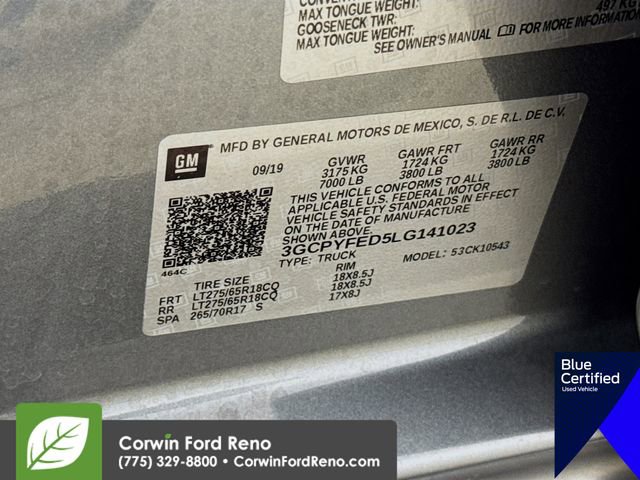 CONVENTIONAL
MAX TONGUE WEIGHT: 497 KG
GOOSENECK TWR:
MAX TONGUE WEIGHT:
SEE OWNER'S MANUAL FOR MORE INFORMATION
MFD BY GENERAL MOTORS DE MEXICO, S. DE R.L. DE C.V.
GM
09/19 GVWR GAWR FRT GAWR RR
3175 KG 1724 KG 1724 KG
7000 LB 3800 LB 3800 LB
THIS VEHICLE CONFORMS TO ALL
APPLICABLE U.S. FEDERAL MOTOR
VEHICLE SAFETY STANDARDS IN EFFECT
ON THE DATE OF MANUFACTURE
3GCPYFED5LG141023
TYPE: TRUCK MODEL: 53CK10543
464C
TIRE SIZE RIM
FRT LT275/65R18CQ 18X8.5J
RR LT275/65R18CQ 18X8.5J
SPA 265/70R17 S 17X8J
Blue
Certified
Used Vehicle
Corwin Ford Reno
(775) 329-8800 • CorwinFordReno.com